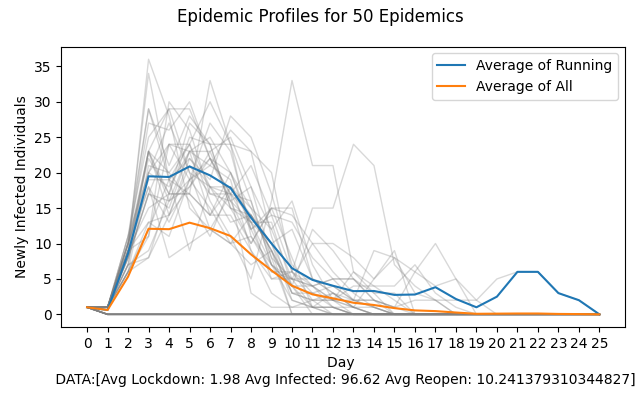 Epidemic Profiles for 50 Epidemics
Newly Infected Individuals
35
30
25
20
15
10
5
0
Average of Running
Average of All
0 1 2 3 4 5 6 7 8 9 10 11 12 13 14 15 16 17 18 19 20 21 22 23 24 25
Day
DATA:[Avg Lockdown: 1.98 Avg Infected: 96.62 Avg Reopen: 10.241379310344827]